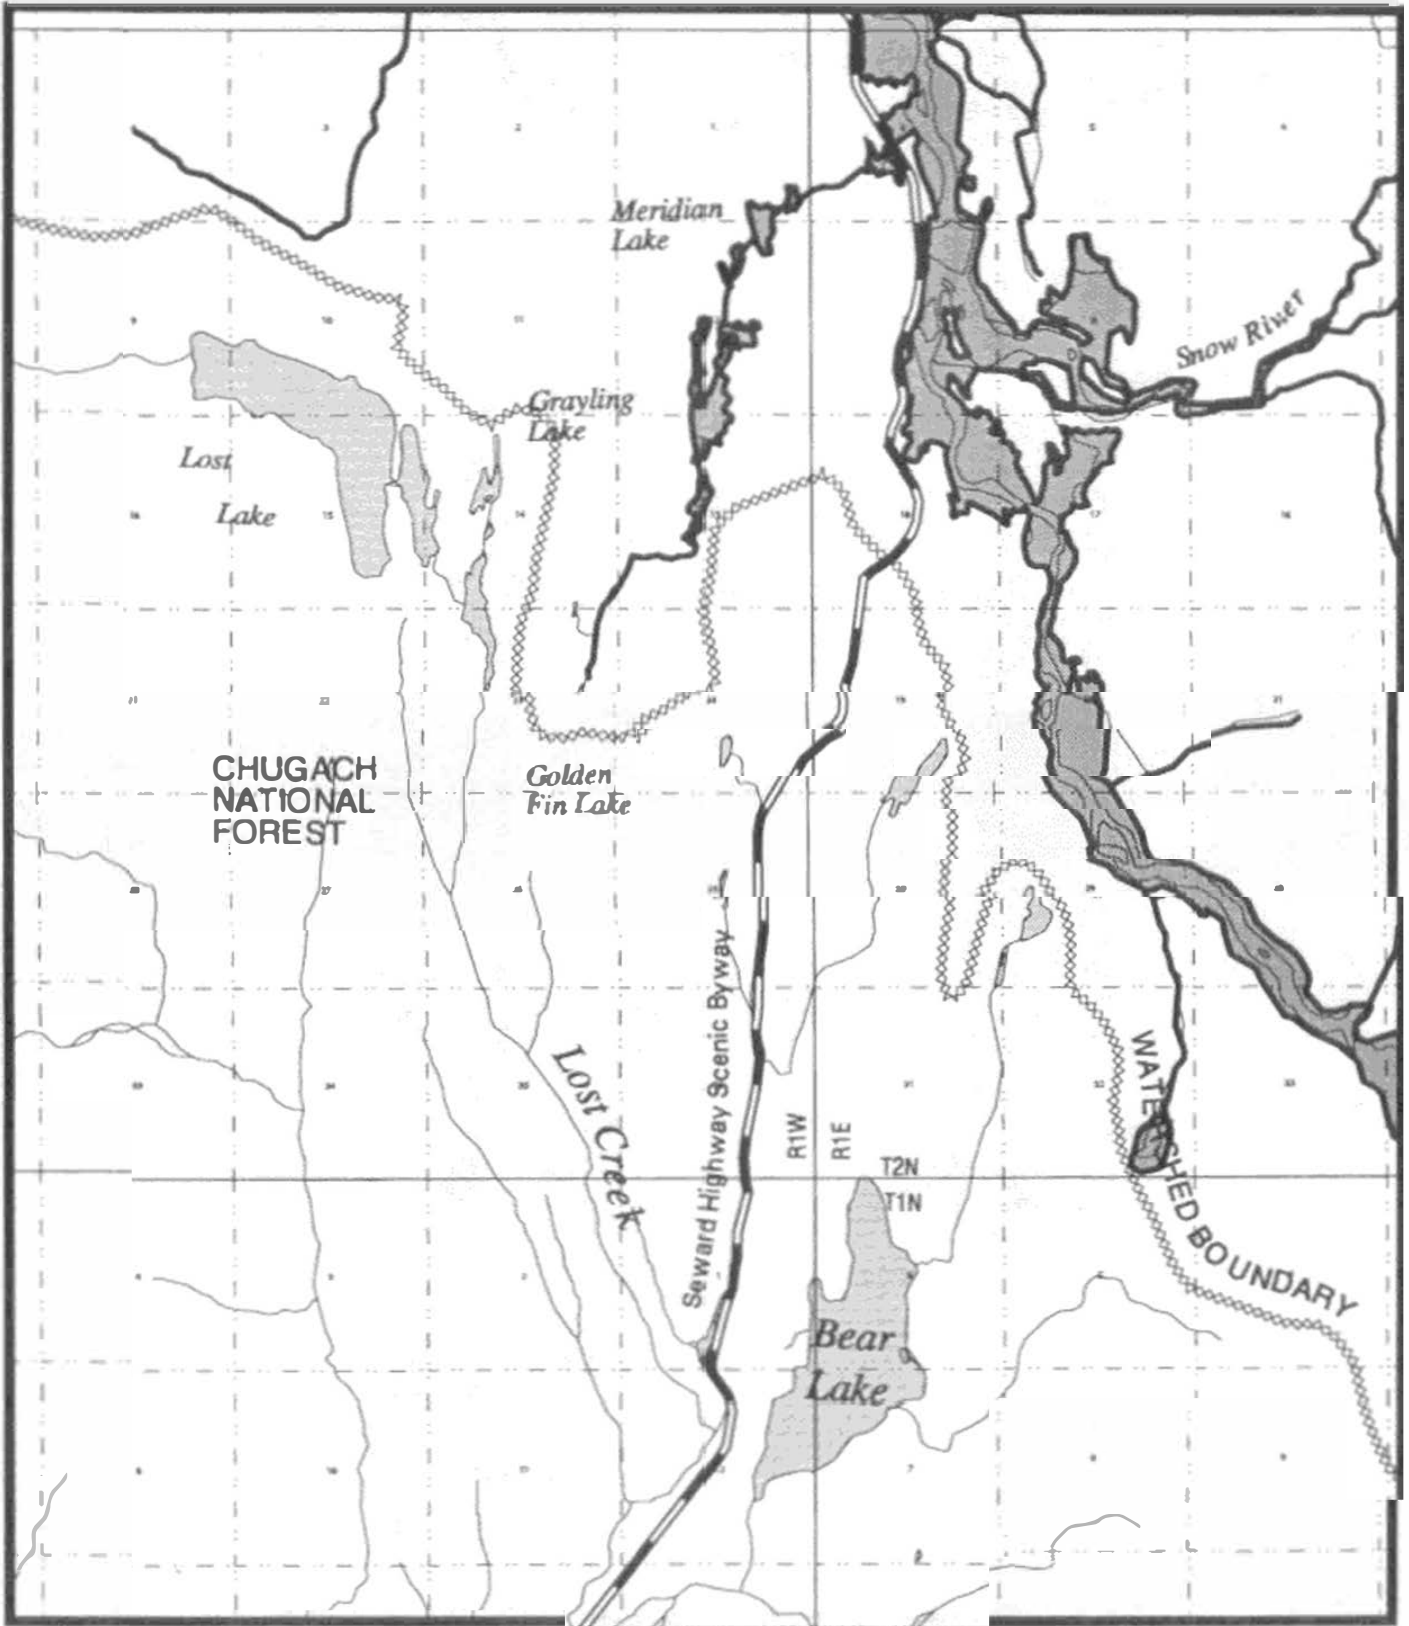 Meridian
Lake
Snow River
Grayling
Lake
Lost
Lake
CHUGACH
NATIONAL
FOREST
Golden
Fin Lake
Lost Creek
Seward Highway Scenic Byway
R1W
R1E
T2N
T1N
WATERSHED BOUNDARY
Bear
Lake